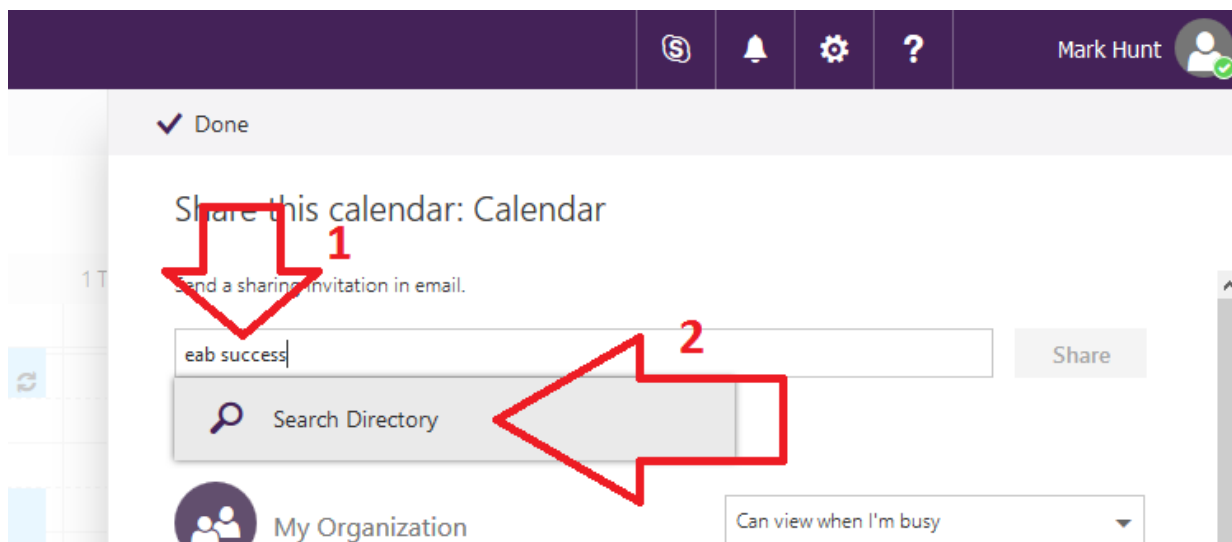 Mark Hunt
Done
Share this calendar: Calendar
1
1 T
Send a sharing invitation in email.
eab success
2
Share
Search Directory
My Organization
Can view when I'm busy